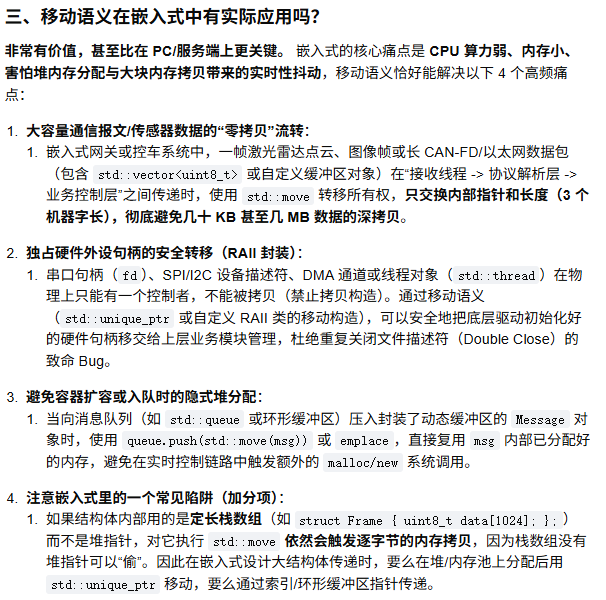 三、移动语义在嵌入式中有实际应用吗？
非常有价值，甚至比在 PC/服务端上更关键。 嵌入式的核心痛点是 CPU 算力弱、内存小、
害怕堆内存分配与大块内存拷贝带来的实时性抖动，移动语义恰好能解决以下 4 个高频痛
点：
1. 大容量通信报文/传感器数据的“零拷贝”流转：
1. 嵌入式网关或控车系统中，一帧激光雷达点云、图像帧或长 CAN-FD/以太网数据包
（包含 std::vector<uint8_t> 或自定义缓冲区对象）在“接收线程 -> 协议解析层 ->
业务控制层”之间传递时，使用 std::move 转移所有权，只交换内部指针和长度（3 个
机器字长），彻底避免几十 KB 甚至几 MB 数据的深拷贝。
2. 独占硬件外设句柄的安全转移（RAII 封装）：
1. 串口句柄（ fd ）、SPI/I2C 设备描述符、DMA 通道或线程对象（ std::thread ）在物
理上只能有一个控制者，不能被拷贝（禁止拷贝构造）。通过移动语义
（ std::unique_ptr 或自定义 RAII 类的移动构造），可以安全地把底层驱动初始化好
的硬件句柄移交给上层业务模块管理，杜绝重复关闭文件描述符（Double Close）的
致命 Bug。
3. 避免容器扩容或入队时的隐式堆分配：
1. 当向消息队列（如 std::queue 或环形缓冲区）压入封装了动态缓冲区的 Message 对
象时，使用 queue.push(std::move(msg)) 或 emplace ，直接复用 msg 内部已分配好
的内存，避免在实时控制链路中触发额外的 malloc/new 系统调用。
4. 注意嵌入式里的一个常见陷阱（加分项）：
1. 如果结构体内部用的是定长栈数组（如 struct Frame { uint8_t data[1024]; }; ）
而不是堆指针，对它执行 std::move 依然会触发逐字节的内存拷贝，因为栈数组没有
堆指针可以“偷”。因此在嵌入式设计大结构体传递时，要么在堆/内存池上分配后用
std::unique_ptr 移动，要么通过索引/环形缓冲区指针传递。